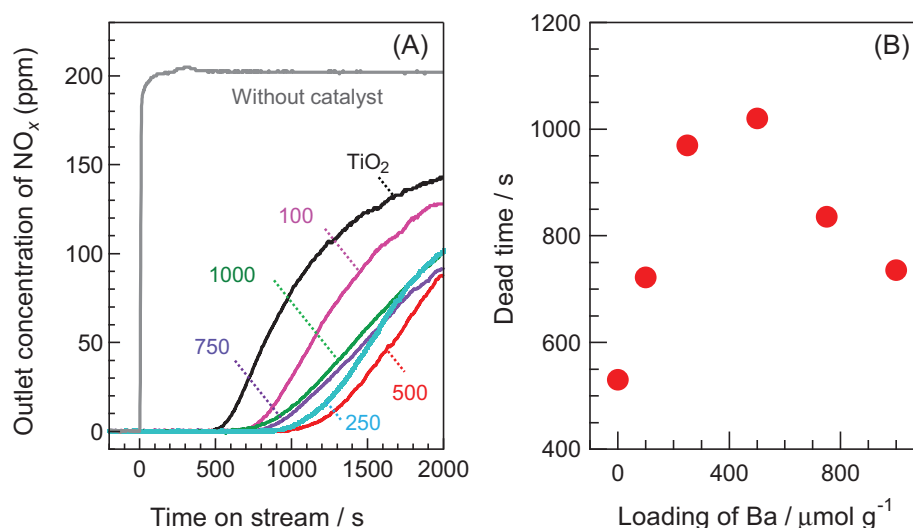 (A)
Outlet concentration of NOx (ppm)
200
150
100
50
0
Without catalyst
TiO2
100
1000
750
500
250
0
500
1000
1500
2000
Time on stream / s
(B)
Dead time / s
1200
1000
800
600
400
0
400
800
Loading of Ba / μmol g-1